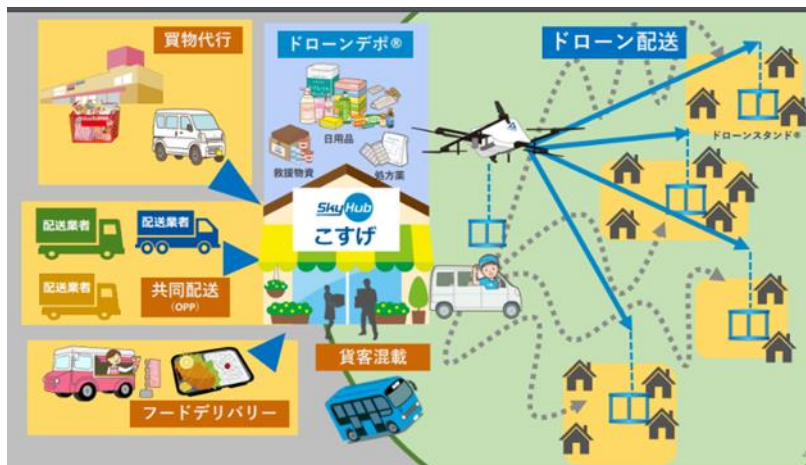 買物代行
ドローンデポ®
ドローン配送
日用品
救援物資
処方薬
ドローンスタンド®
SkyHub
こすげ
配送業者
配送業者
配送業者
共同配送
(OPP)
貨客混載
フードデリバリー